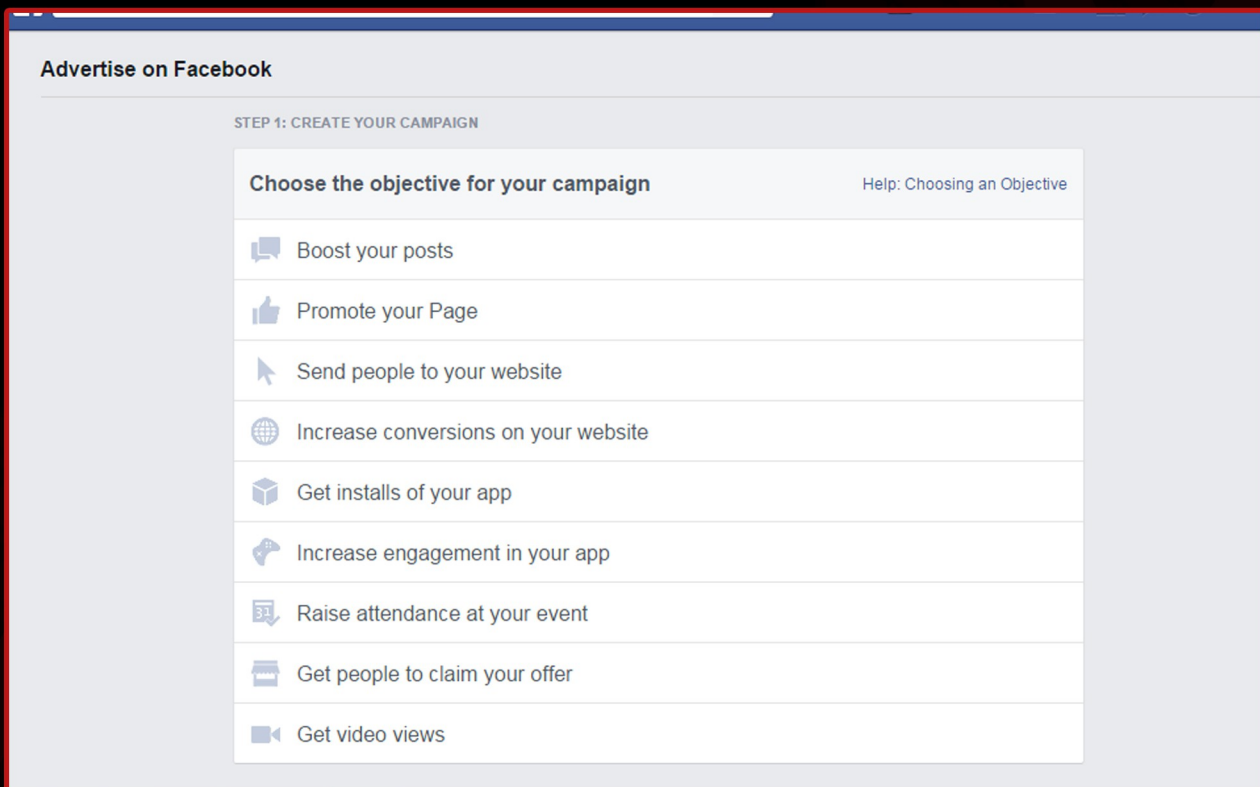 Advertise on Facebook
STEP 1: CREATE YOUR CAMPAIGN
Choose the objective for your campaign
Help: Choosing an Objective
Boost your posts
Promote your Page
Send people to your website
Increase conversions on your website
Get installs of your app
Increase engagement in your app
31
Raise attendance at your event
Get people to claim your offer
Get video views